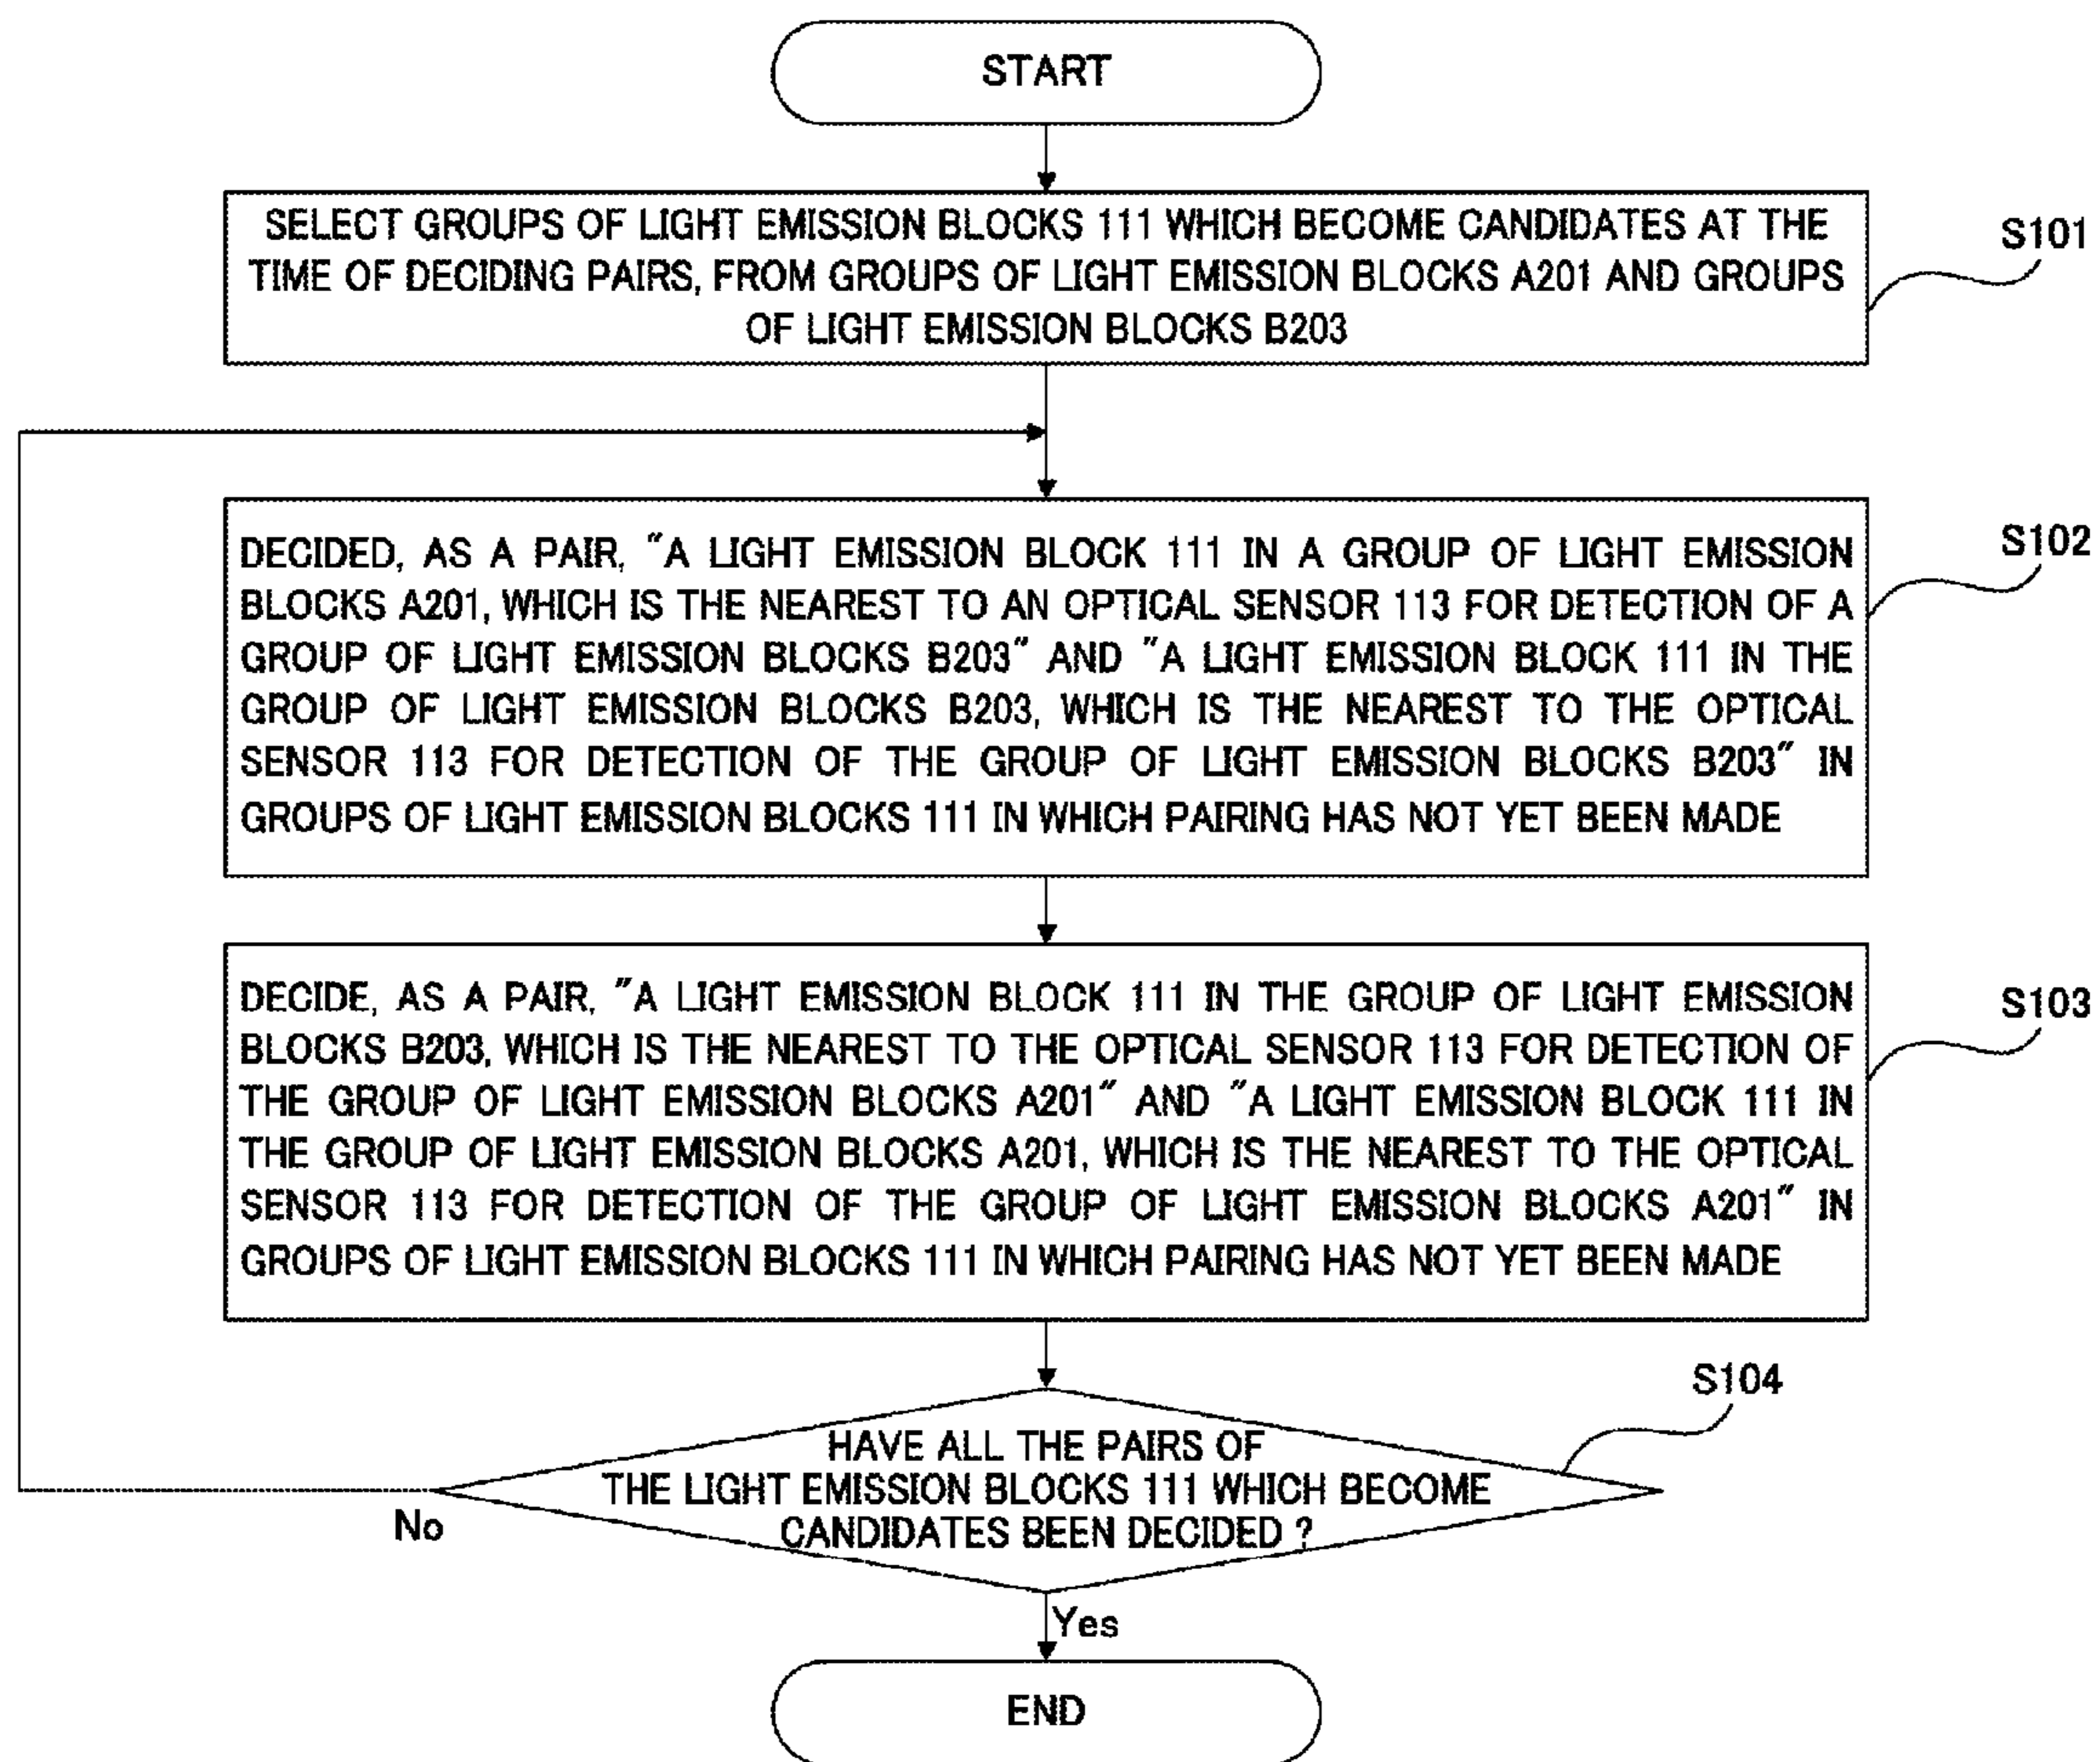 START
SELECT GROUPS OF LIGHT EMISSION BLOCKS 111 WHICH BECOME CANDIDATES AT THE
TIME OF DECIDING PAIRS, FROM GROUPS OF LIGHT EMISSION BLOCKS A201 AND GROUPS
OF LIGHT EMISSION BLOCKS B203
S101
DECIDED, AS A PAIR, "A LIGHT EMISSION BLOCK 111 IN A GROUP OF LIGHT EMISSION
BLOCKS A201, WHICH IS THE NEAREST TO AN OPTICAL SENSOR 113 FOR DETECTION OF A
GROUP OF LIGHT EMISSION BLOCKS B203" AND "A LIGHT EMISSION BLOCK 111 IN THE
GROUP OF LIGHT EMISSION BLOCKS B203, WHICH IS THE NEAREST TO THE OPTICAL
SENSOR 113 FOR DETECTION OF THE GROUP OF LIGHT EMISSION BLOCKS B203" IN
GROUPS OF LIGHT EMISSION BLOCKS 111 IN WHICH PAIRING HAS NOT YET BEEN MADE
S102
DECIDE, AS A PAIR, "A LIGHT EMISSION BLOCK 111 IN THE GROUP OF LIGHT EMISSION
BLOCKS B203, WHICH IS THE NEAREST TO THE OPTICAL SENSOR 113 FOR DETECTION OF
THE GROUP OF LIGHT EMISSION BLOCKS A201" AND "A LIGHT EMISSION BLOCK 111 IN
THE GROUP OF LIGHT EMISSION BLOCKS A201, WHICH IS THE NEAREST TO THE OPTICAL
SENSOR 113 FOR DETECTION OF THE GROUP OF LIGHT EMISSION BLOCKS A201" IN
GROUPS OF LIGHT EMISSION BLOCKS 111 IN WHICH PAIRING HAS NOT YET BEEN MADE
S103
S104
HAVE ALL THE PAIRS OF
THE LIGHT EMISSION BLOCKS 111 WHICH BECOME
CANDIDATES BEEN DECIDED ?
No
Yes
END